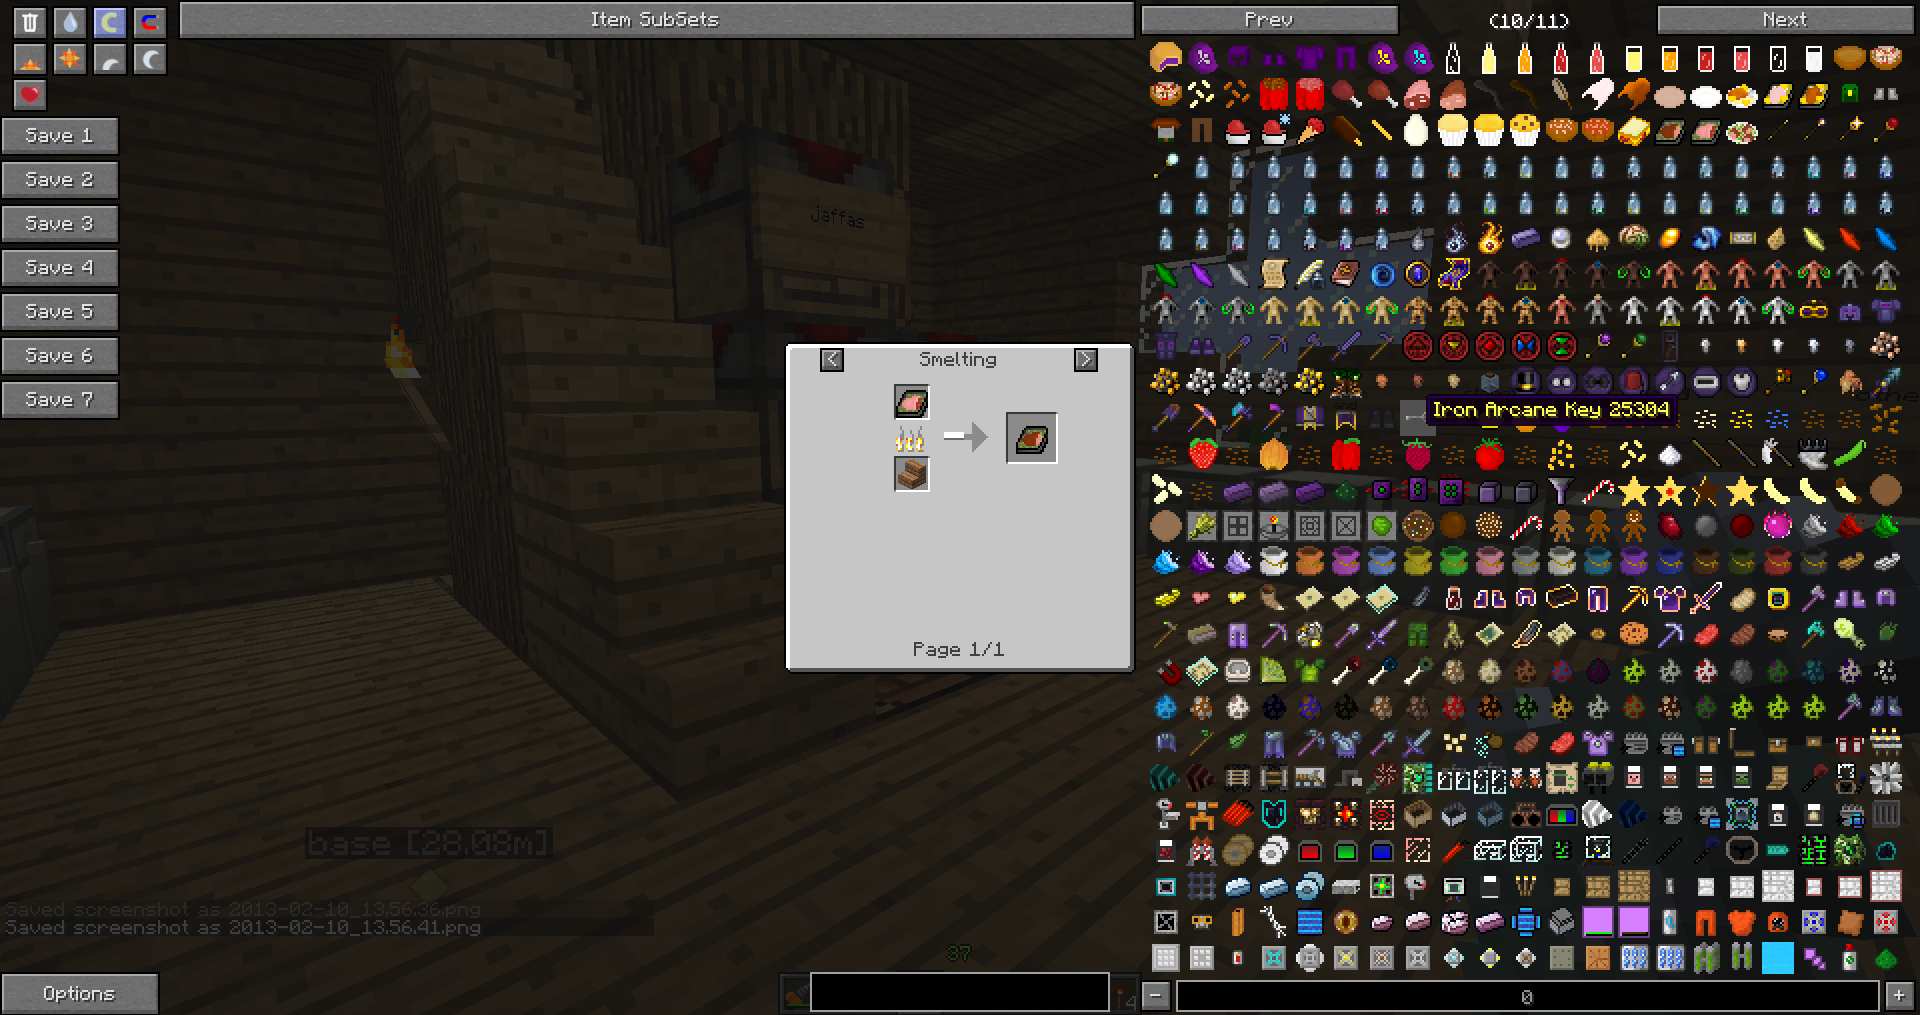 Item SubSets
Prev
(10/11)
Next
Save 1
Save 2
Save 3
Save 4
Save 5
Save 6
Save 7
Jaffas
Smelting
Iron Arcane Key 25304
Page 1/1
base [28.08m]
Saved screenshot as 2013-02-10_13.56.36.png
Saved screenshot as 2013-02-10_13.56.41.png
37
Options
4
0